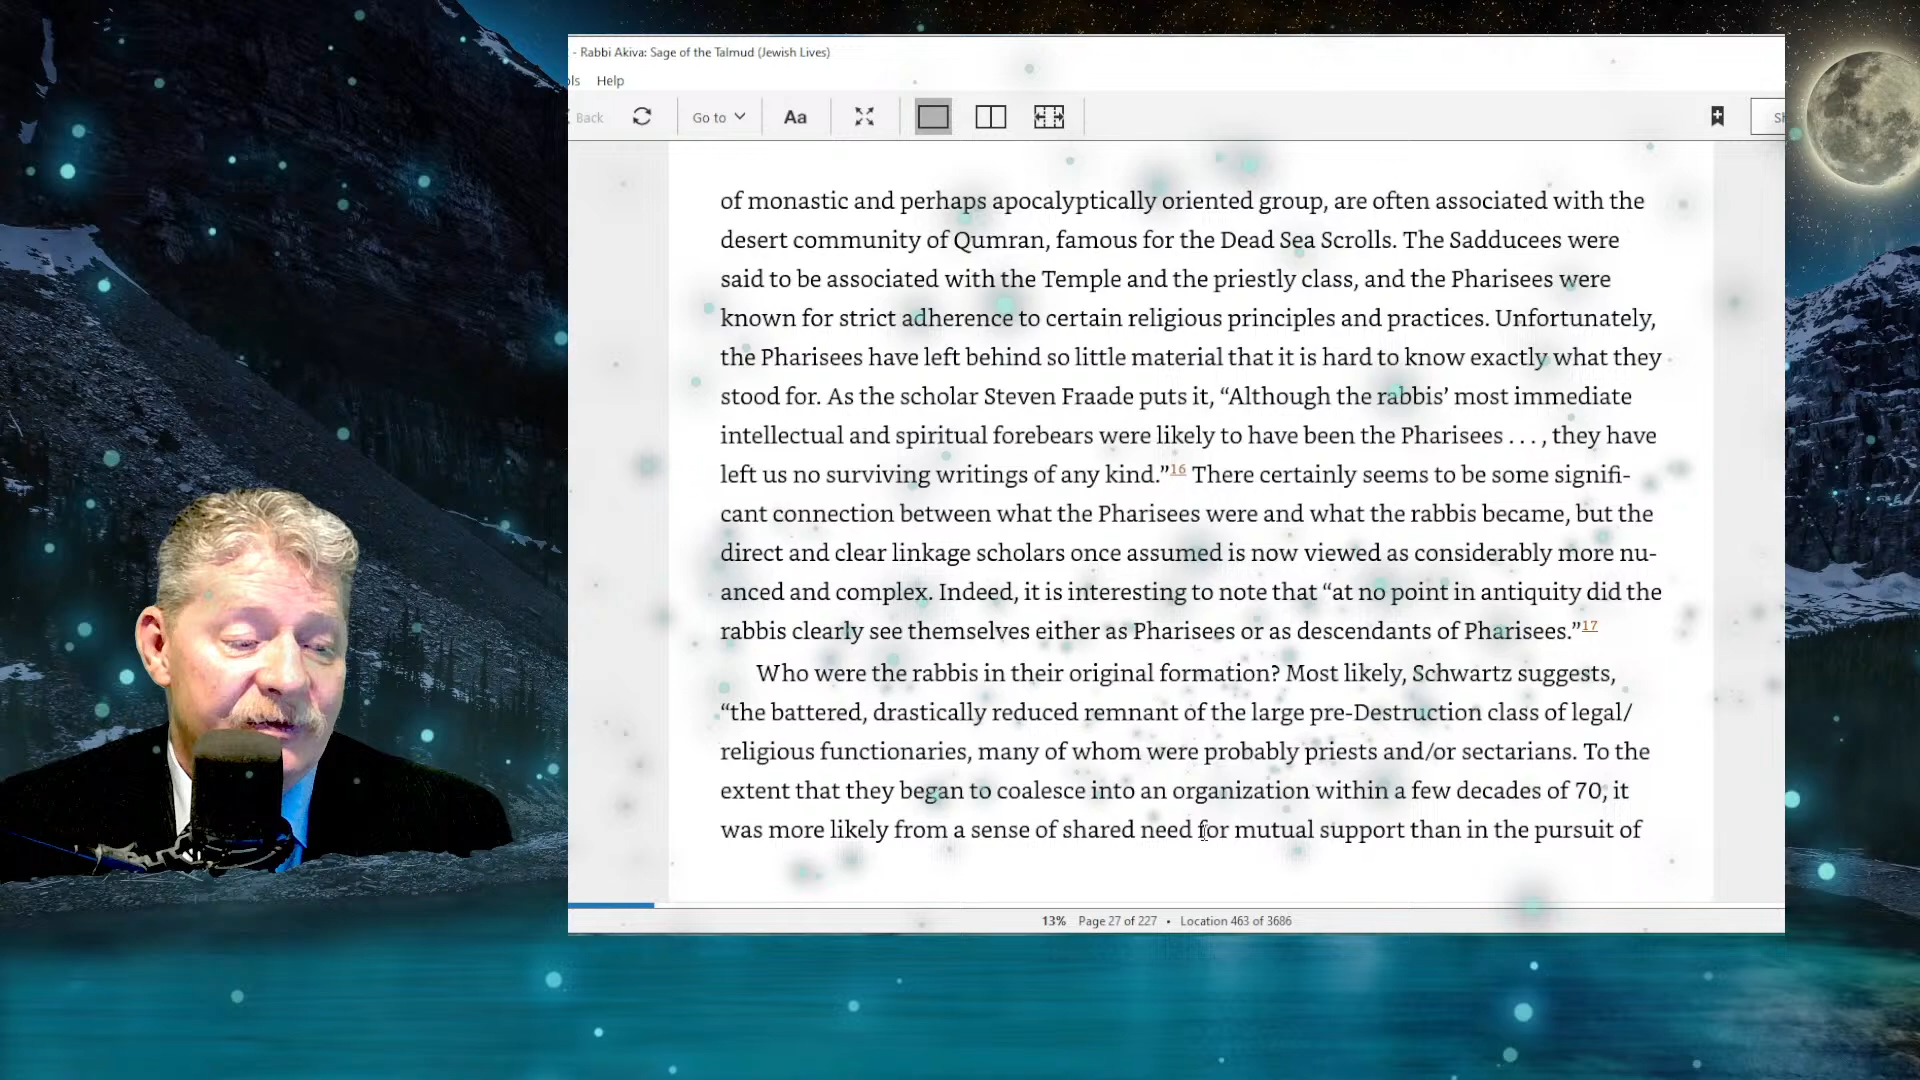 - Rabbi Akiva: Sage of the Talmud (Jewish Lives)
ols Help
Back Go to Aa
of monastic and perhaps apocalyptically oriented group, are often associated with the
desert community of Qumran, famous for the Dead Sea Scrolls. The Sadducees were
said to be associated with the Temple and the priestly class, and the Pharisees were
known for strict adherence to certain religious principles and practices. Unfortunately,
the Pharisees have left behind so little material that it is hard to know exactly what they
stood for. As the scholar Steven Fraade puts it, “Although the rabbis’ most immediate
intellectual and spiritual forebears were likely to have been the Pharisees . . . , they have
left us no surviving writings of any kind.”16 There certainly seems to be some signifi-
cant connection between what the Pharisees were and what the rabbis became, but the
direct and clear linkage scholars once assumed is now viewed as considerably more nu-
anced and complex. Indeed, it is interesting to note that “at no point in antiquity did the
rabbis clearly see themselves either as Pharisees or as descendants of Pharisees.”17
Who were the rabbis in their original formation? Most likely, Schwartz suggests,
“the battered, drastically reduced remnant of the large pre-Destruction class of legal/
religious functionaries, many of whom were probably priests and/or sectarians. To the
extent that they began to coalesce into an organization within a few decades of 70, it
was more likely from a sense of shared need for mutual support than in the pursuit of
13% Page 27 of 227 • Location 463 of 3686